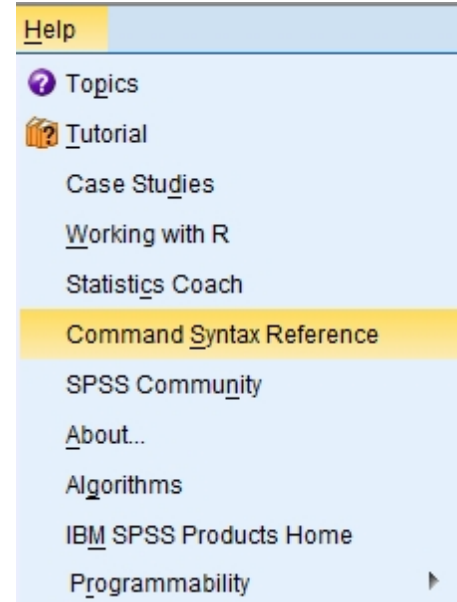 Help
Topics
Tutorial
Case Studies
Working with R
Statistics Coach
Command Syntax Reference
SPSS Community
About...
Algorithms
IBM SPSS Products Home
Programmability